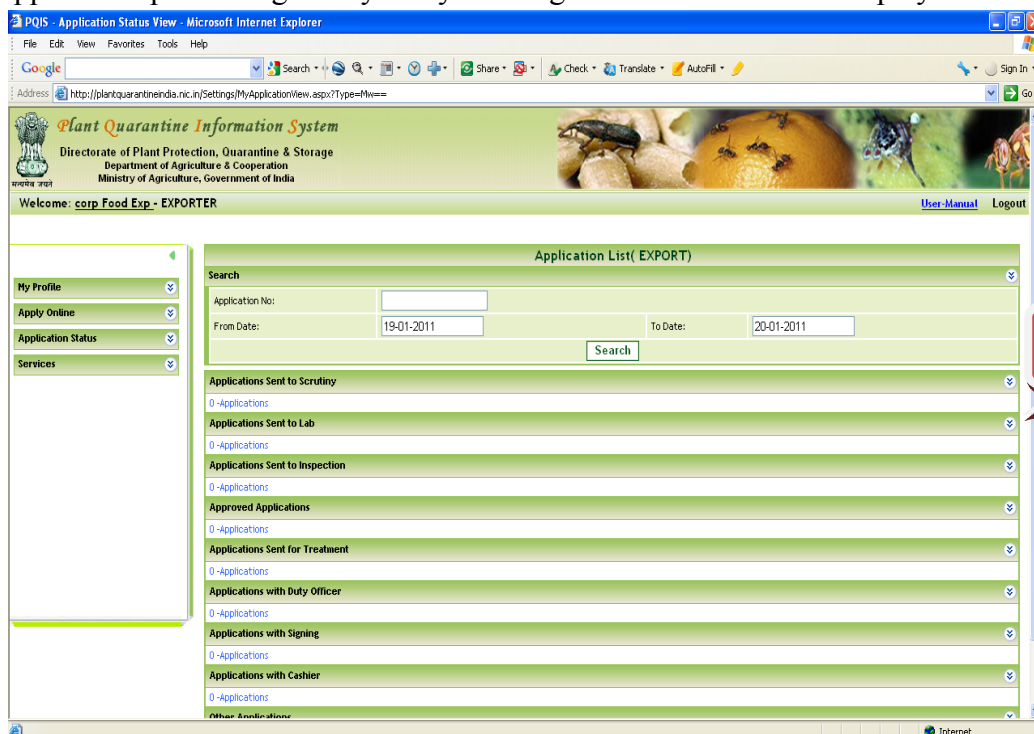 PQIS - Application Status View - Microsoft Internet Explorer
File Edit View Favorites Tools Help
Google Search Share Check Translate AutoFill Sign In
Address http://plantquarantineindia.nic.in/Settings/MyApplicationView.aspx?Type=Mw== Go
Plant Quarantine Information System
Directorate of Plant Protection, Quarantine & Storage
Department of Agriculture & Cooperation
Ministry of Agriculture, Government of India
सत्यमेव जयते
Welcome: corp Food Exp - EXPORTER User-Manual Logout
Application List( EXPORT)
Search
My Profile
Apply Online
Application Status
Services
Application No:
From Date: 19-01-2011 To Date: 20-01-2011
Search
Applications Sent to Scrutiny
0 -Applications
Applications Sent to Lab
0 -Applications
Applications Sent to Inspection
0 -Applications
Approved Applications
0 -Applications
Applications Sent for Treatment
0 -Applications
Applications with Duty Officer
0 -Applications
Applications with Signing
0 -Applications
Applications with Cashier
0 -Applications
Other Applications
Internet